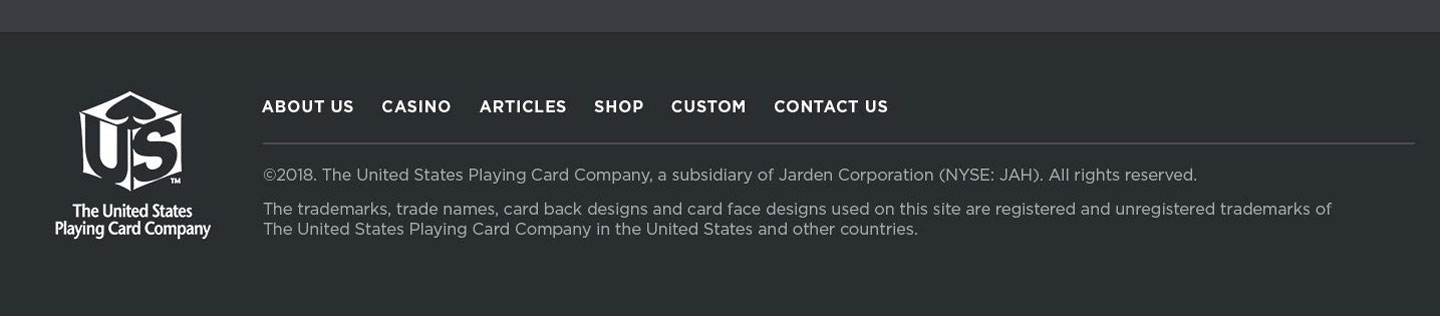 US
TM
The United States
Playing Card Company
ABOUT US CASINO ARTICLES SHOP CUSTOM CONTACT US
©2018. The United States Playing Card Company, a subsidiary of Jarden Corporation (NYSE: JAH). All rights reserved.
The trademarks, trade names, card back designs and card face designs used on this site are registered and unregistered trademarks of
The United States Playing Card Company in the United States and other countries.